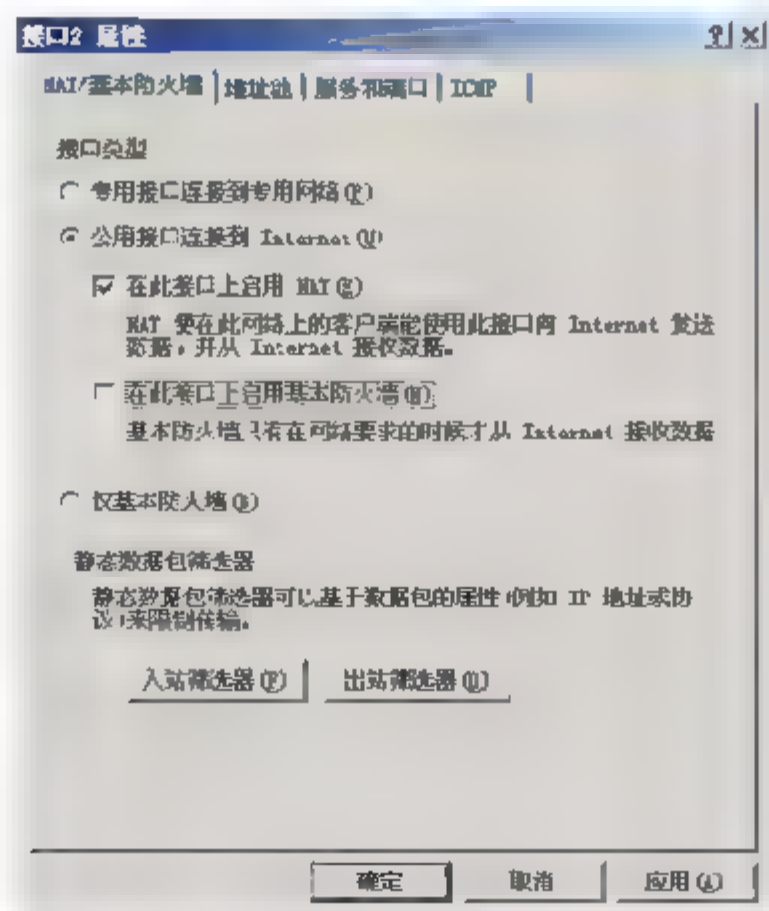 接口2 属性
NAT/基本防火墙 地址池 服务和端口 ICMP
接口类型
专用接口连接到专用网络(P)
公用接口连接到 Internet(U)
在此接口上启用 NAT(E)
NAT 使在此网络上的客户端能使用此接口向 Internet 发送
数据，并从 Internet 接收数据。
在此接口上启用基本防火墙(N)
基本防火墙只有在网络要求的时候才从 Internet 接收数据
仅基本防火墙(B)
静态数据包筛选器
静态数据包筛选器可以基于数据包的属性(例如 IP 地址或协
议)来限制传输。
入站筛选器(F) 出站筛选器(O)
确定 取消 应用(A)